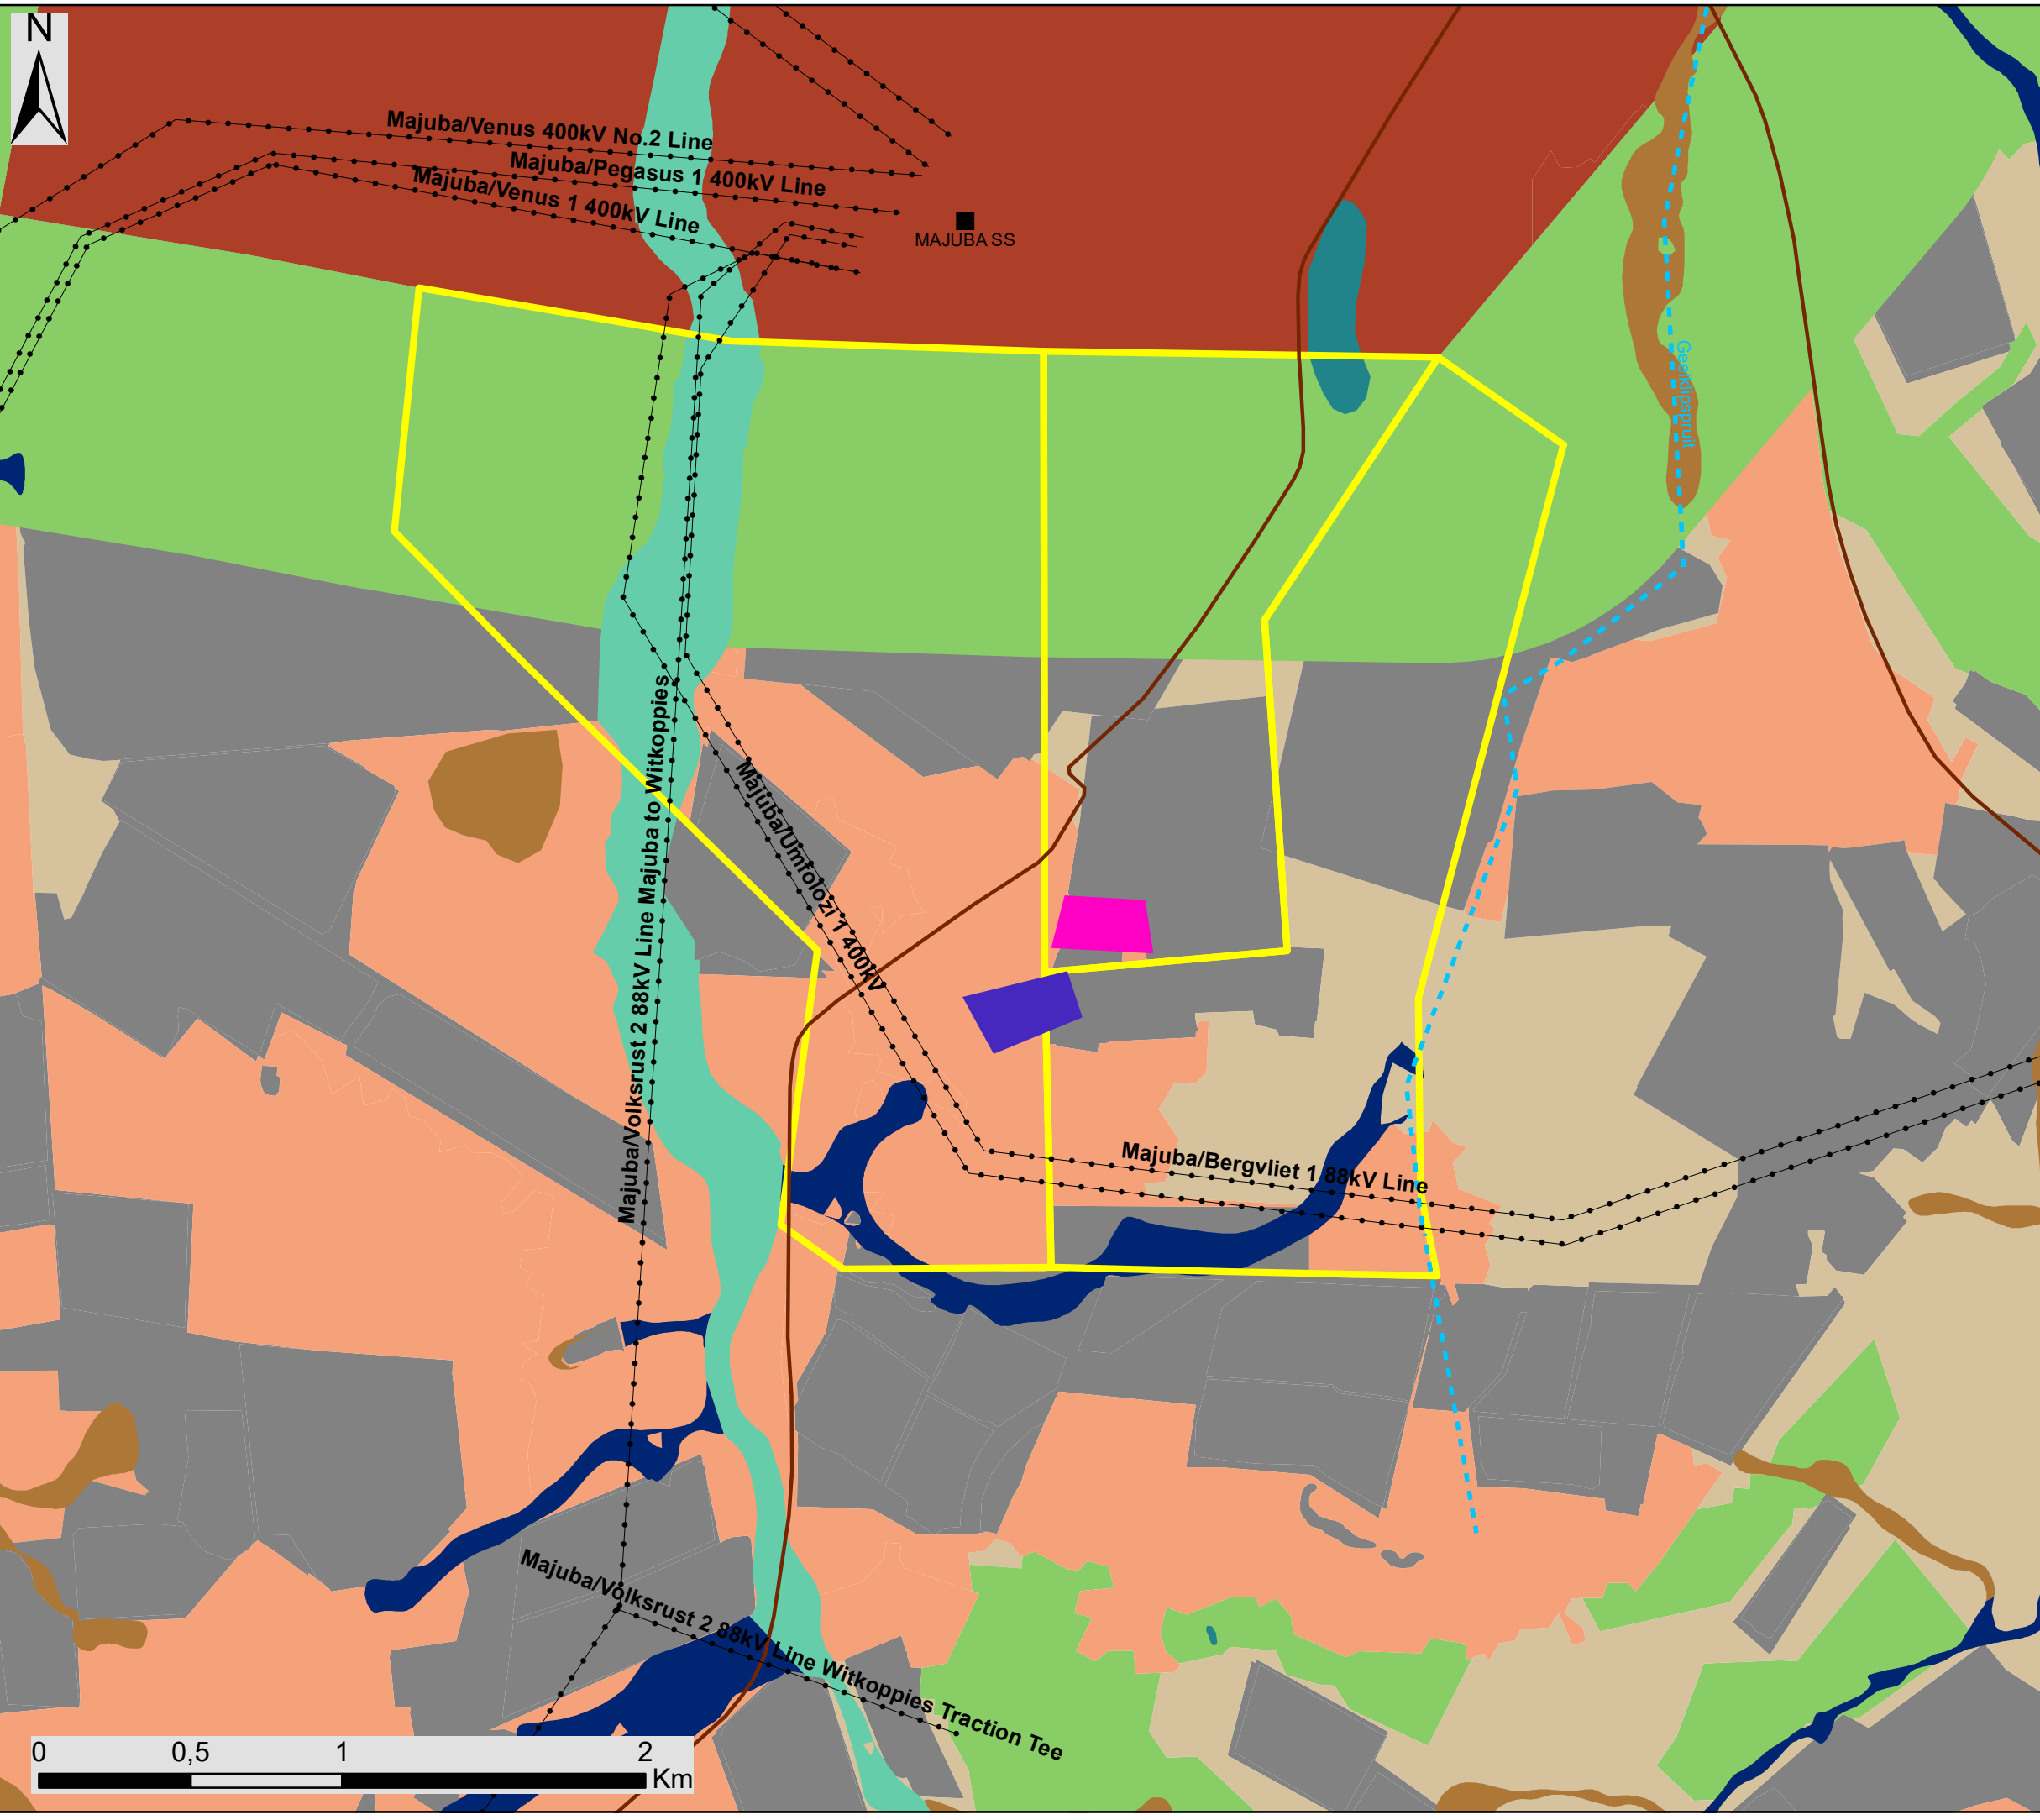 N
Majuba/Venus 400kV No.2 Line
Majuba/Pegasus 1 400kV Line
Majuba/Venus 1 400kV Line
MAJUBA SS
Geelklipspruit
Majuba/Volksrust 2 88kV Line Majuba to Witkoppies
Majuba/Umfolozi 1 400kV
Majuba/Bergvliet 1 88kV Line
Majuba/Volksrust 2 88kV Line Witkoppies Traction Tee
0 0,5 1 2
Km